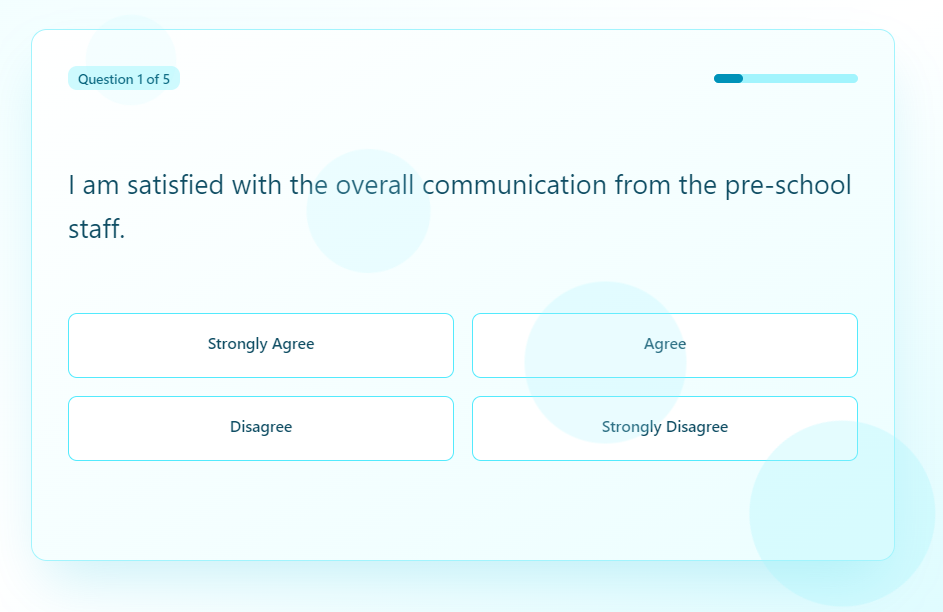 Question 1 of 5
I am satisfied with the overall communication from the pre-school
staff.
Strongly Agree
Agree
Disagree
Strongly Disagree